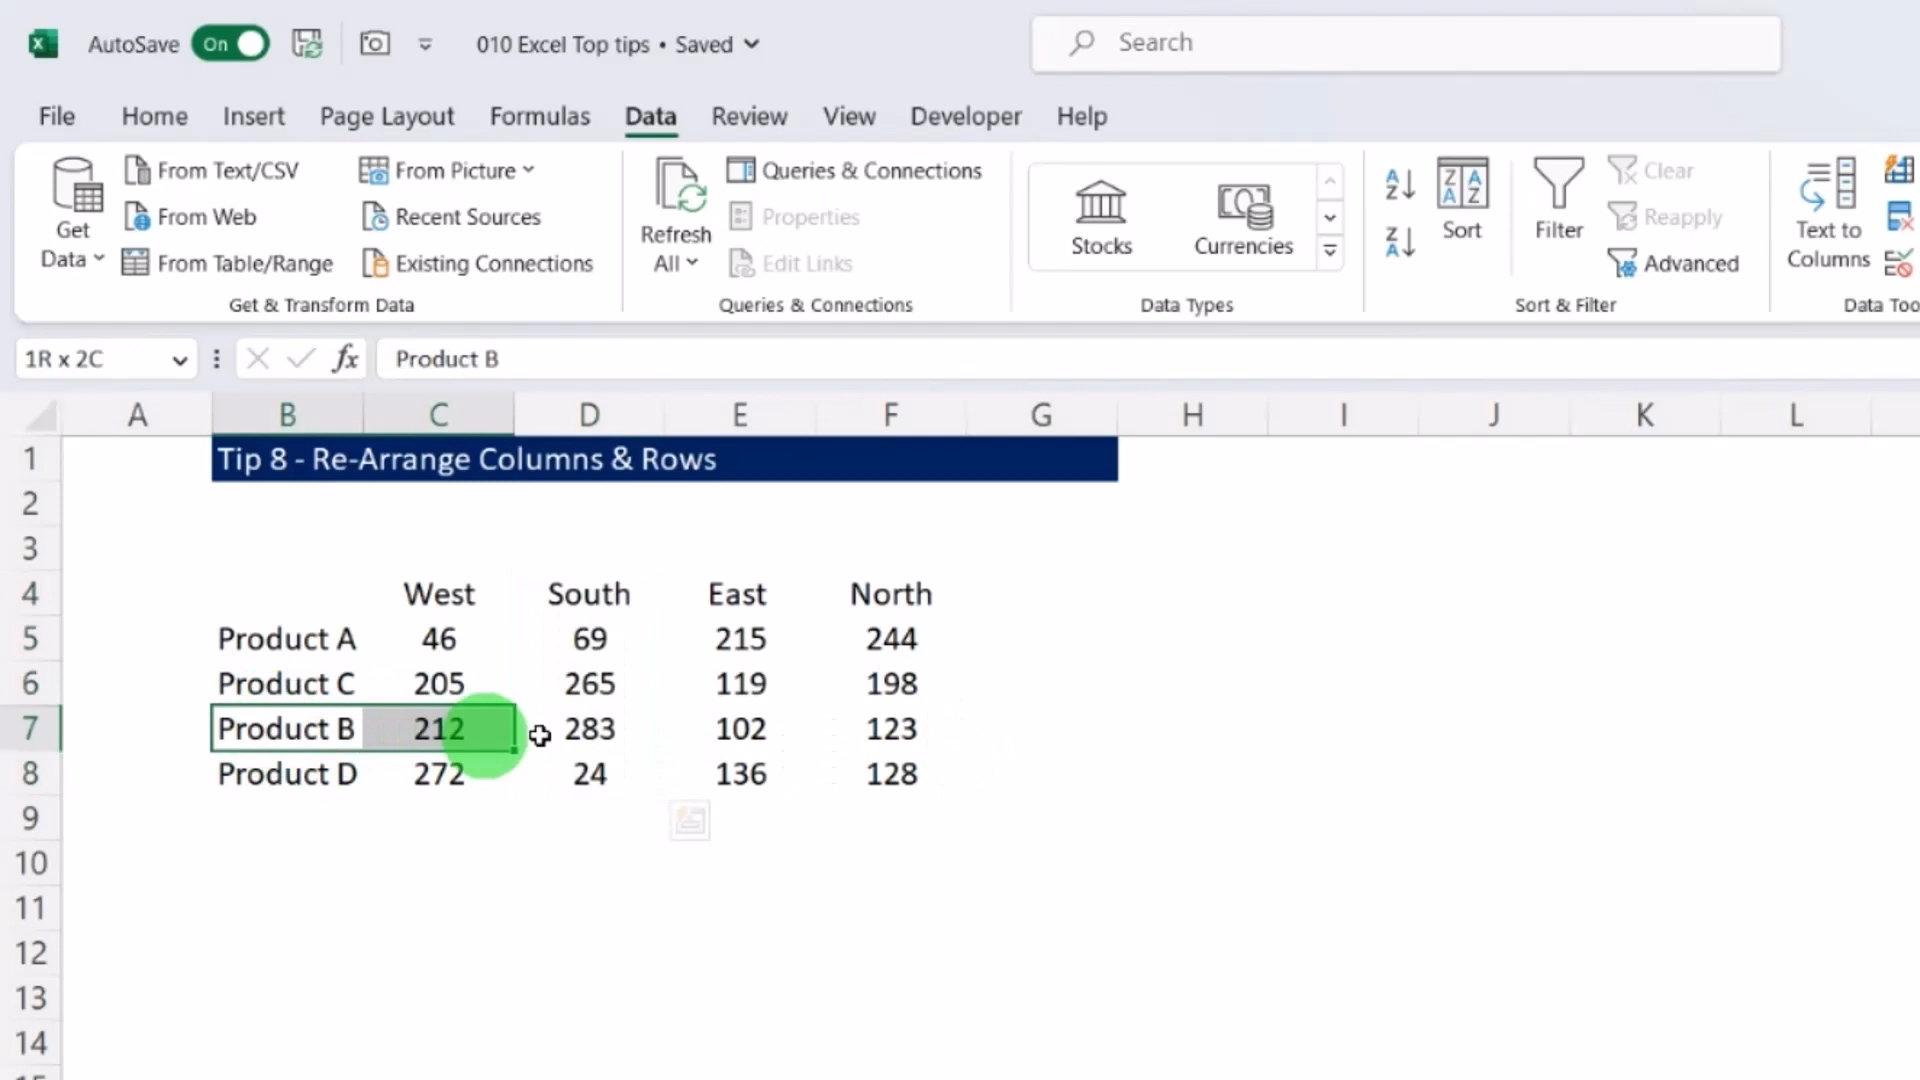 AutoSave On 010 Excel Top tips • Saved Search
File Home Insert Page Layout Formulas Data Review View Developer Help
Get Data
From Text/CSV
From Web
From Table/Range
From Picture
Recent Sources
Existing Connections
Get & Transform Data
Refresh All
Queries & Connections
Properties
Edit Links
Queries & Connections
Stocks Currencies
Data Types
Sort
Filter
Clear
Reapply
Advanced
Sort & Filter
Text to Columns
Data Too
1R x 2C fx Product B
A B C D E F G H I J K L
1 Tip 8 - Re-Arrange Columns & Rows
2
3
4 West South East North
5 Product A 46 69 215 244
6 Product C 205 265 119 198
7 Product B 212 283 102 123
8 Product D 272 24 136 128
9
10
11
12
13
14